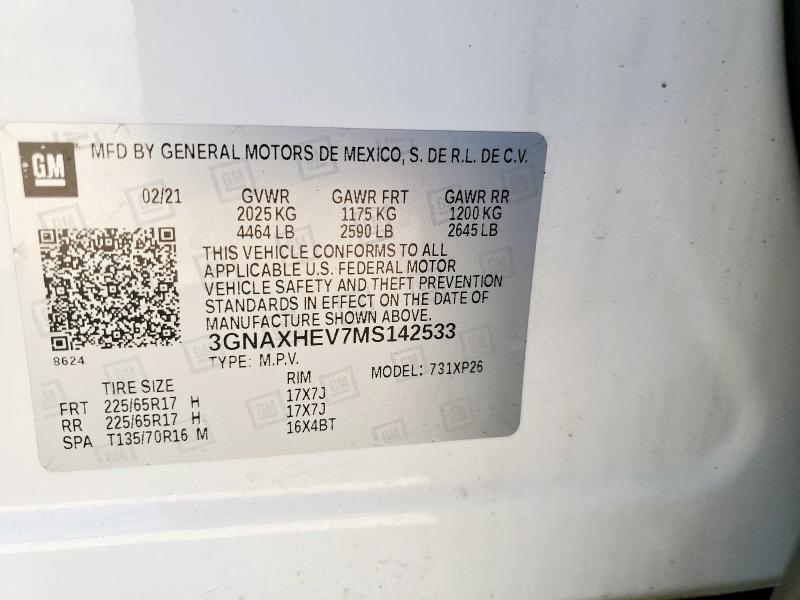 GM MFD BY GENERAL MOTORS DE MEXICO, S. DE R.L. DE C.V.
02/21 GVWR GAWR FRT GAWR RR
2025 KG 1175 KG 1200 KG
4464 LB 2590 LB 2645 LB
THIS VEHICLE CONFORMS TO ALL
APPLICABLE U.S. FEDERAL MOTOR
VEHICLE SAFETY AND THEFT PREVENTION
STANDARDS IN EFFECT ON THE DATE OF
MANUFACTURE SHOWN ABOVE.
3GNAXHEV7MS142533
8624
TYPE: M.P.V. MODEL: 731XP26
TIRE SIZE RIM
FRT 225/65R17 H 17X7J
RR 225/65R17 H 17X7J
SPA T135/70R16 M 16X4BT